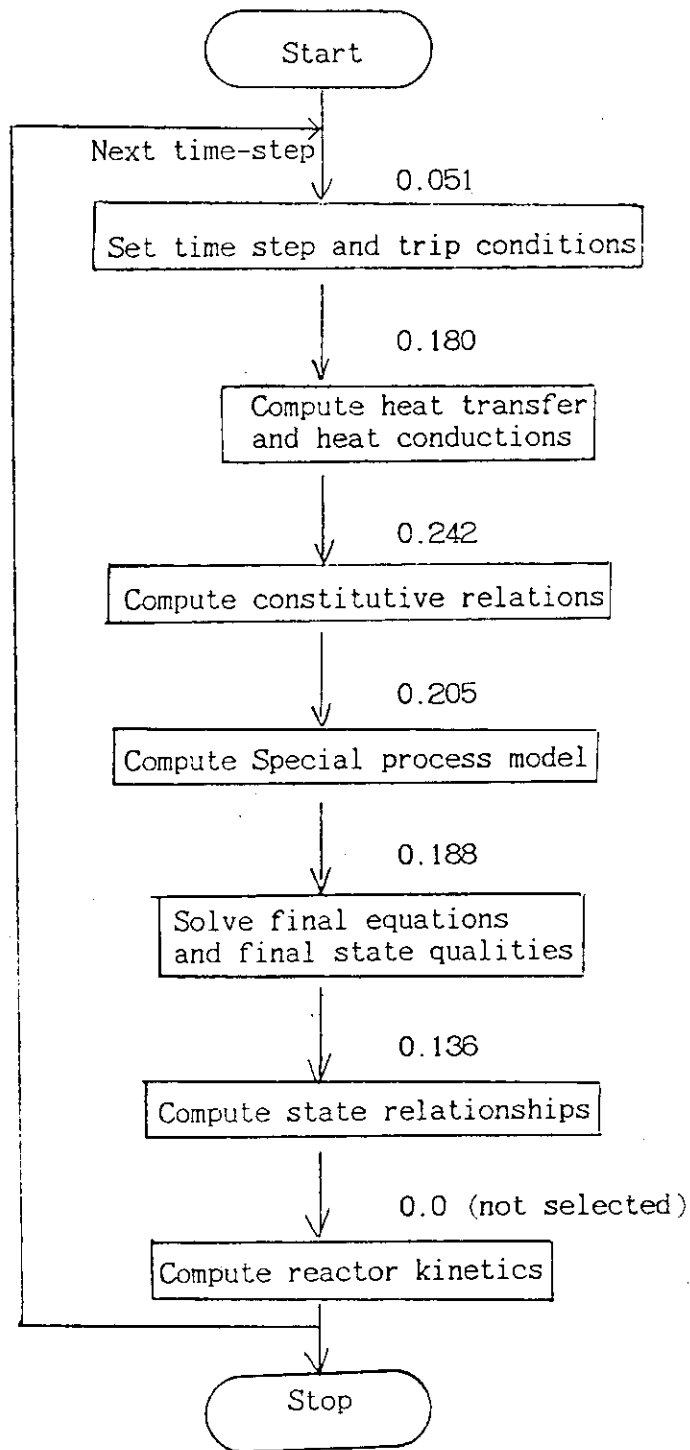 Start
Next time-step
0.051
Set time step and trip conditions
0.180
Compute heat transfer
and heat conductions
0.242
Compute constitutive relations
0.205
Compute Special process model
0.188
Solve final equations
and final state qualities
0.136
Compute state relationships
0.0 (not selected)
Compute reactor kinetics
Stop